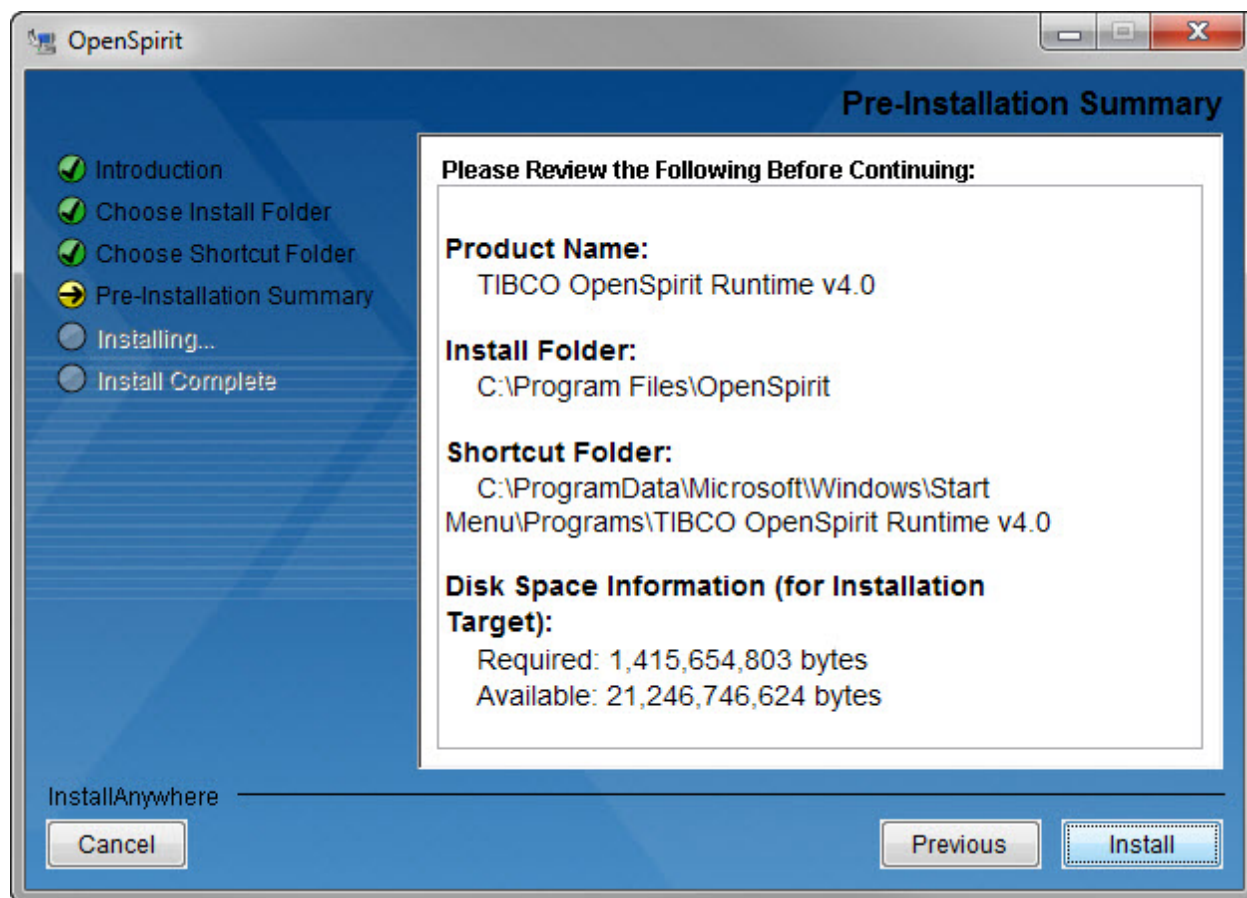 OpenSpirit
Pre-Installation Summary
Introduction
Choose Install Folder
Choose Shortcut Folder
Pre-Installation Summary
Installing...
Install Complete
Please Review the Following Before Continuing:
Product Name:
TIBCO OpenSpirit Runtime v4.0
Install Folder:
C:\Program Files\OpenSpirit
Shortcut Folder:
C:\ProgramData\Microsoft\Windows\Start
Menu\Programs\TIBCO OpenSpirit Runtime v4.0
Disk Space Information (for Installation
Target):
Required: 1,415,654,803 bytes
Available: 21,246,746,624 bytes
InstallAnywhere
Cancel
Previous
Install